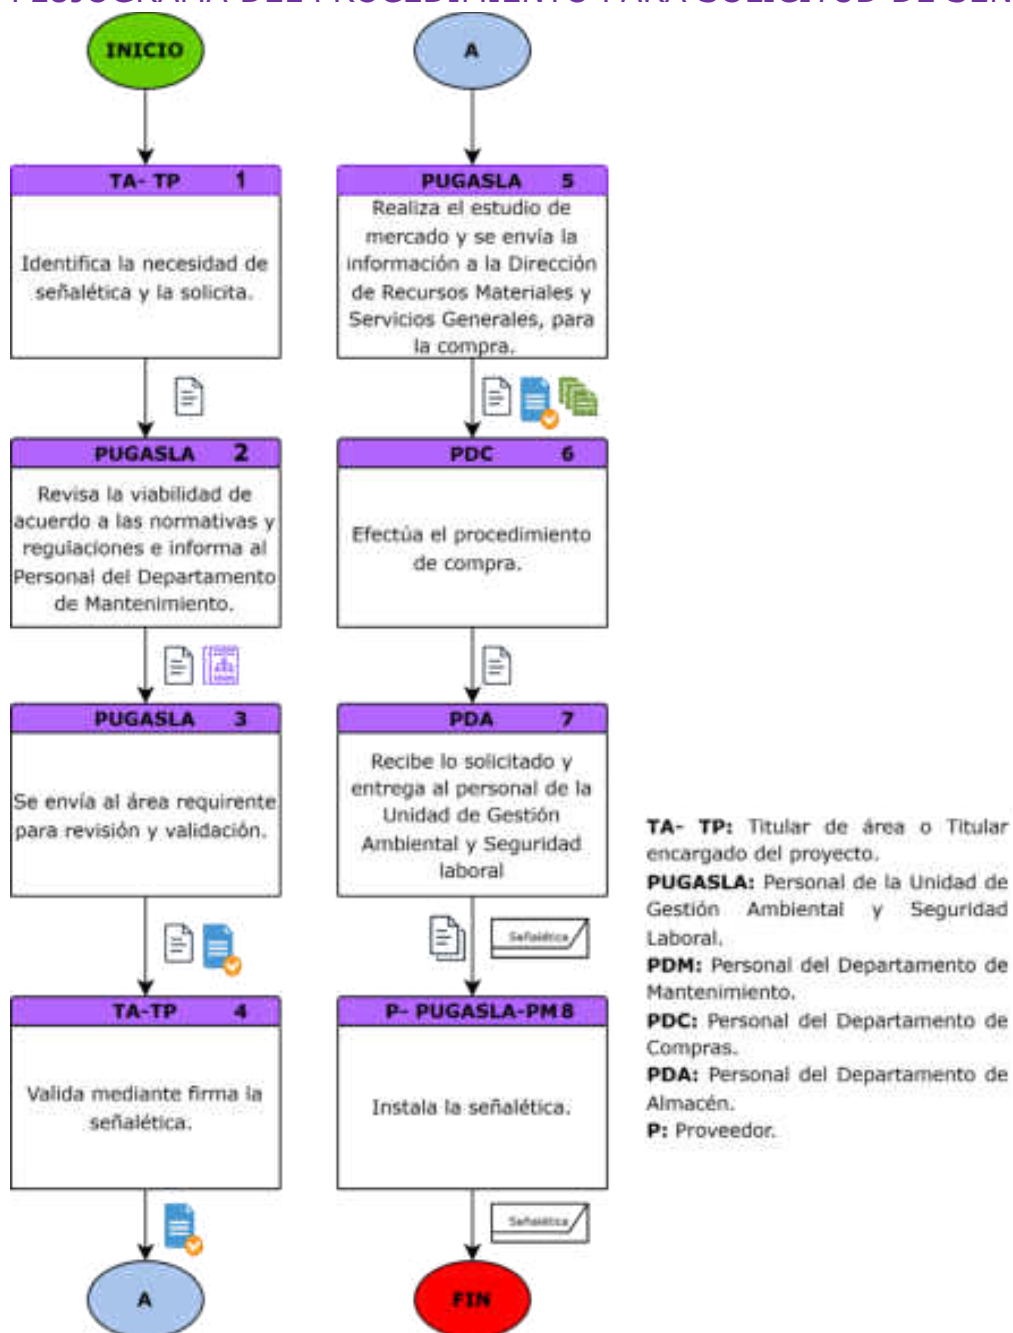 FLUJOGRAMA DEL PROCEDIMIENTO PARA SOLICITUD DE
INICIO
TA- TP 1
Identifica la necesidad de
señalética y la solicita.
PUGASLA 2
Revisa la viabilidad de
acuerdo a las normativas y
regulaciones e informa al
Personal del Departamento
de Mantenimiento.
PUGASLA 3
Se envía al área requirente
para revisión y validación.
TA-TP 4
Valida mediante firma la
señalética.
A
A
PUGASLA 5
Realiza el estudio de
mercado y se envía la
información a la Dirección
de Recursos Materiales y
Servicios Generales, para
la compra.
PDC 6
Efectúa el procedimiento
de compra.
PDA 7
Recibe lo solicitado y
entrega al personal de la
Unidad de Gestión
Ambiental y Seguridad
laboral
Señalética
P- PUGASLA-PM 8
Instala la señalética.
Señalética
FIN
TA- TP: Titular de área o Titular
encargado del proyecto.
PUGASLA: Personal de la Unidad de
Gestión Ambiental y Seguridad
Laboral.
PDM: Personal del Departamento de
Mantenimiento.
PDC: Personal del Departamento de
Compras.
PDA: Personal del Departamento de
Almacén.
P: Proveedor.